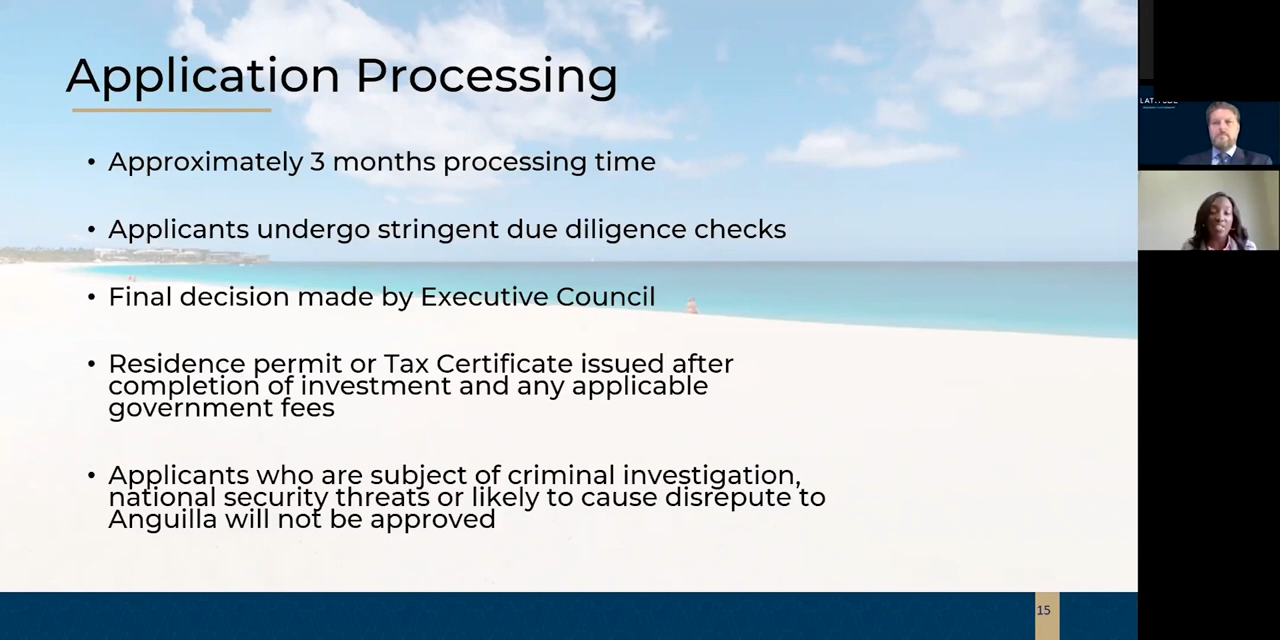 Application Processing
• Approximately 3 months processing time
• Applicants undergo stringent due diligence checks
• Final decision made by Executive Council
• Residence permit or Tax Certificate issued after
completion of investment and any applicable
government fees
• Applicants who are subject of criminal investigation,
national security threats or likely to cause disrepute to
Anguilla will not be approved
15
LATITUDE